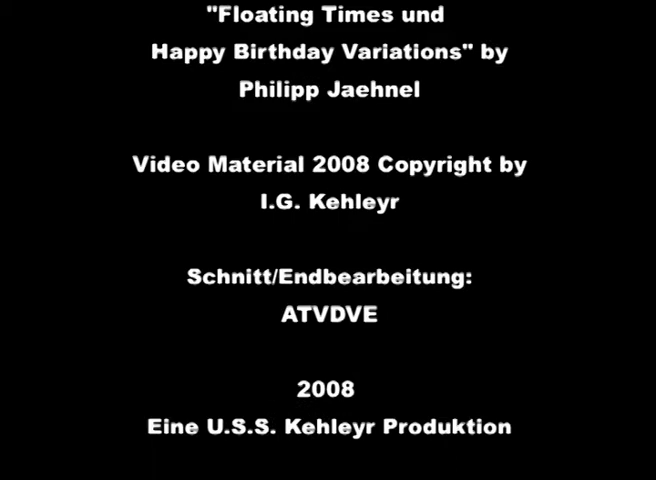 "Floating Times und
Happy Birthday Variations" by
Philipp Jaehnel
Video Material 2008 Copyright by
I.G. Kehleyr
Schnitt/Endbearbeitung:
ATVDVE
2008
Eine U.S.S. Kehleyr Produktion